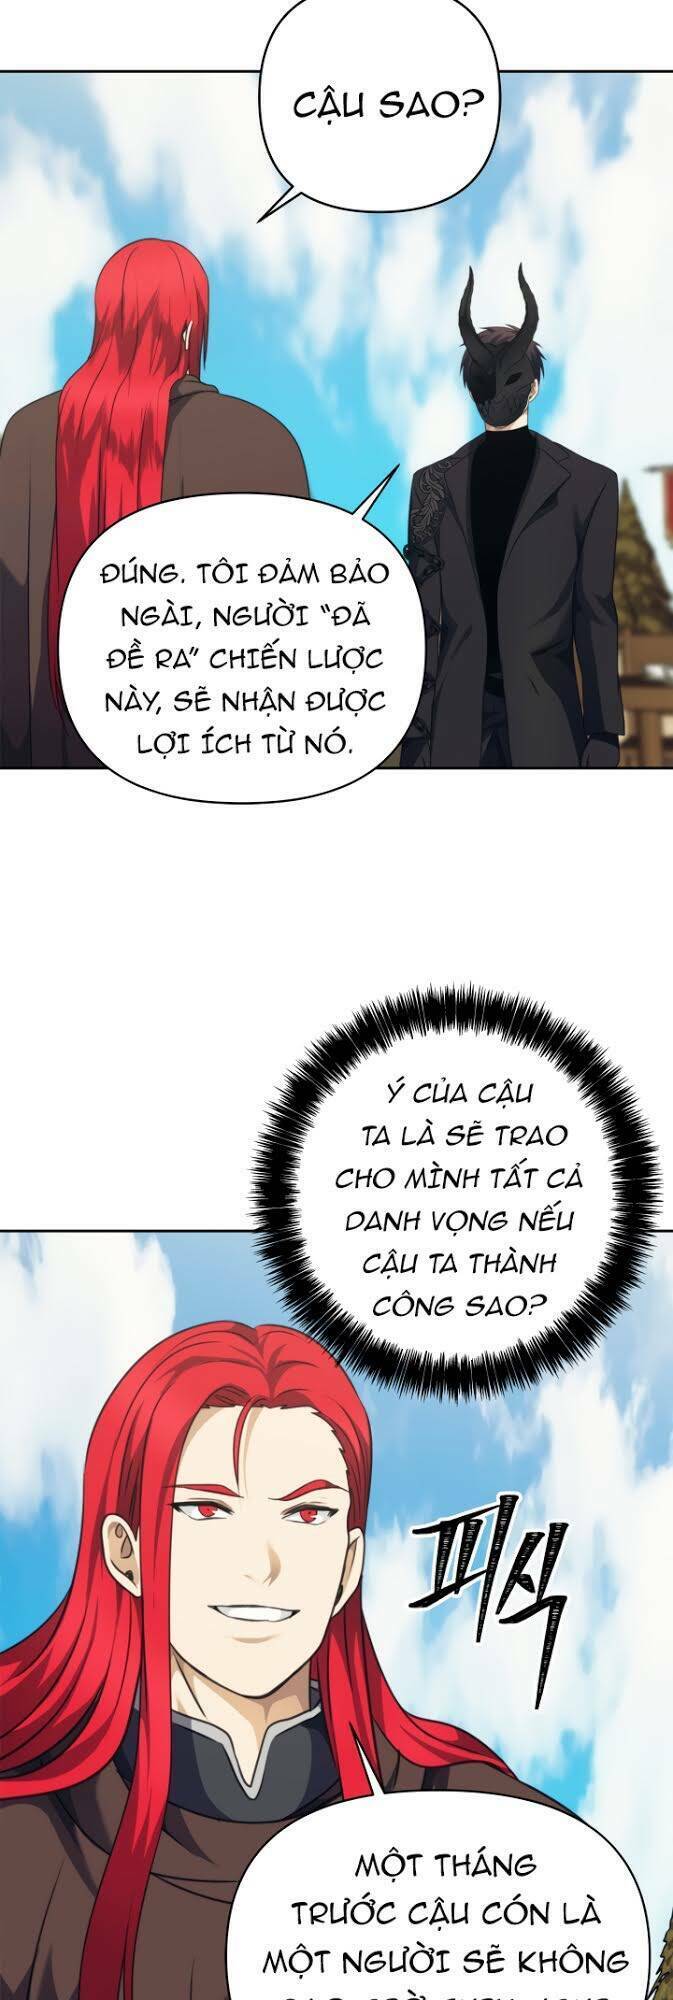 CẬU SAO?
ĐÚNG. TÔI ĐẢM BẢO
NGÀI, NGƯỜI "ĐÃ
ĐỀ RA" CHIẾN LƯỢC
NÀY, SẼ NHẬN ĐƯỢC
LỢI ÍCH TỪ NÓ.
Ý CỦA CẬU
TA LÀ SẼ TRAO
CHO MÌNH TẤT CẢ
DANH VỌNG NẾU
CẬU TA THÀNH
CÔNG SAO?
피식
MỘT THÁNG
TRƯỚC CẬU CÓN LÀ
MỘT NGƯỜI SẼ KHÔNG